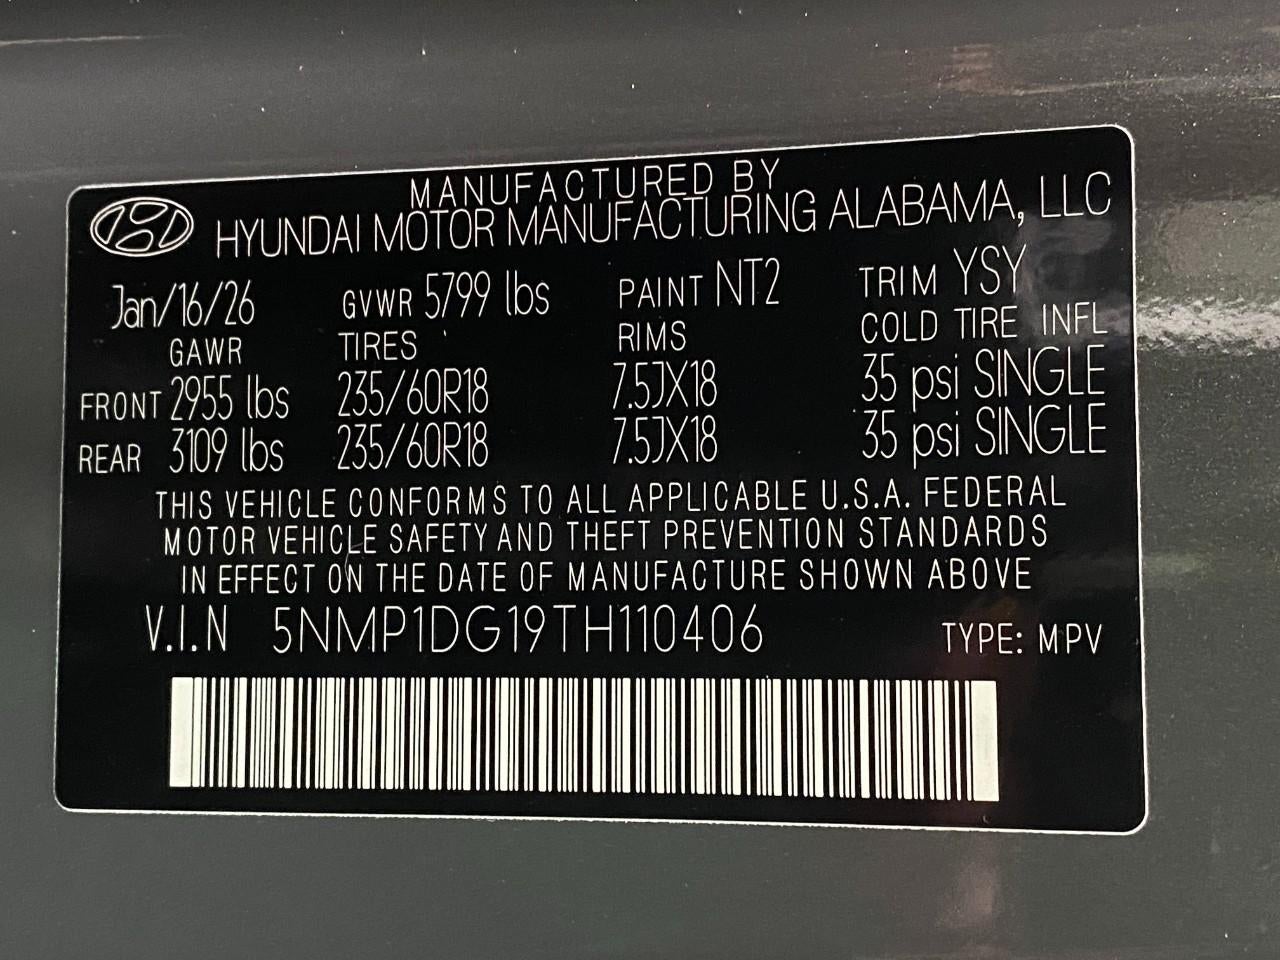 MANUFACTURED BY
HYUNDAI MOTOR MANUFACTURING ALABAMA, LLC
Jan/16/26 GVWR 5799 lbs PAINT NT2 TRIM YSY
GAWR TIRES RIMS COLD TIRE INFL
FRONT 2955 lbs 235/60R18 7.5JX18 35 psi SINGLE
REAR 3109 lbs 235/60R18 7.5JX18 35 psi SINGLE
THIS VEHICLE CONFORMS TO ALL APPLICABLE U.S.A. FEDERAL
MOTOR VEHICLE SAFETY AND THEFT PREVENTION STANDARDS
IN EFFECT ON THE DATE OF MANUFACTURE SHOWN ABOVE
V.I.N 5NMP1DG19TH110406 TYPE: MPV